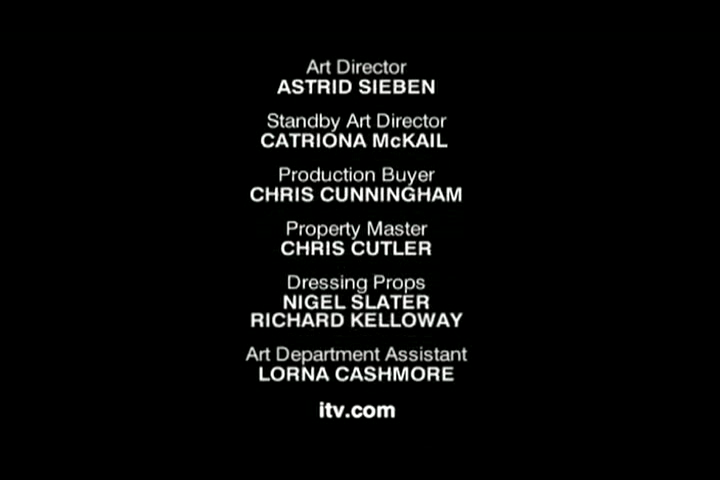 Art Director
ASTRID SIEBEN
Standby Art Director
CATRIONA McKAIL
Production Buyer
CHRIS CUNNINGHAM
Property Master
CHRIS CUTLER
Dressing Props
NIGEL SLATER
RICHARD KELLOWAY
Art Department Assistant
LORNA CASHMORE
itv.com